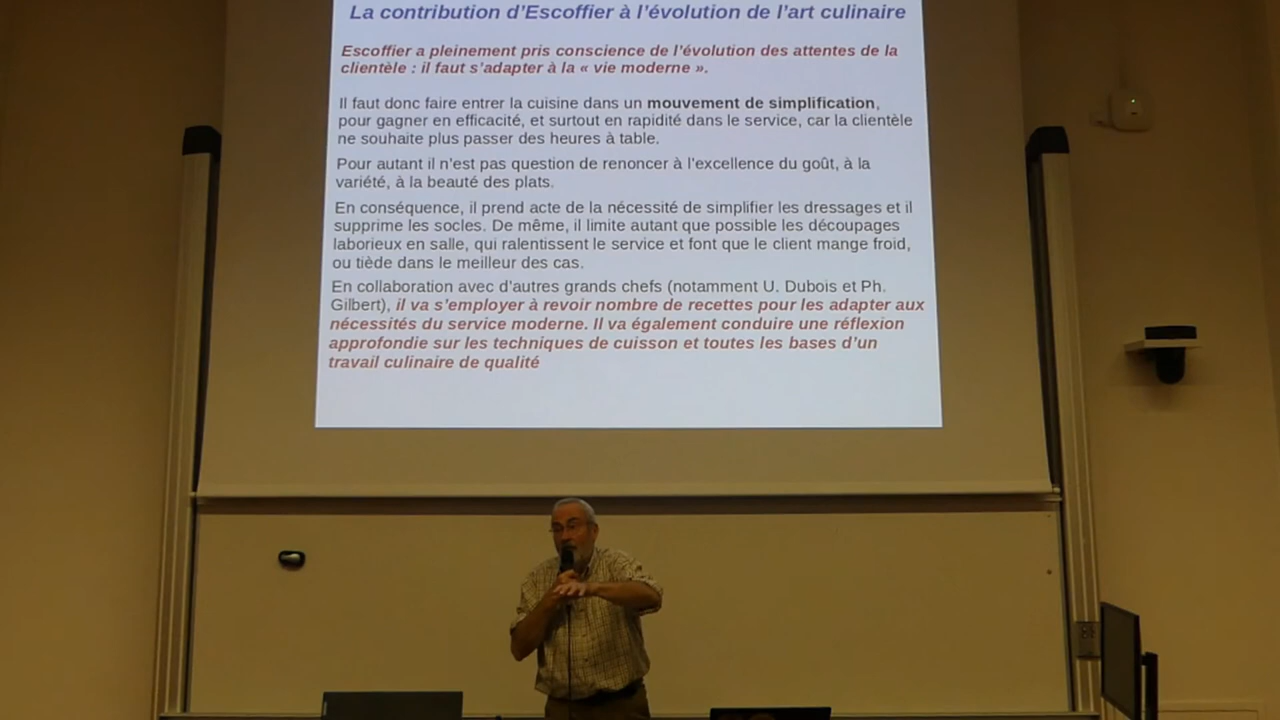 La contribution d'Escoffier à l'évolution de l'art culinaire
Escoffier a pleinement pris conscience de l'évolution des attentes de la
clientèle : il faut s'adapter à la « vie moderne ».
Il faut donc faire entrer la cuisine dans un mouvement de simplification,
pour gagner en efficacité, et surtout en rapidité dans le service, car la clientèle
ne souhaite plus passer des heures à table.
Pour autant il n'est pas question de renoncer à l'excellence du goût, à la
variété, à la beauté des plats.
En conséquence, il prend acte de la nécessité de simplifier les dressages et il
supprime les socles. De même, il limite autant que possible les découpages
laborieux en salle, qui ralentissent le service et font que le client mange froid,
ou tiède dans le meilleur des cas.
En collaboration avec d'autres grands chefs (notamment U. Dubois et Ph.
Gilbert), il va s'employer à revoir nombre de recettes pour les adapter aux
nécessités du service moderne. Il va également conduire une réflexion
approfondie sur les techniques de cuisson et toutes les bases d'un
travail culinaire de qualité